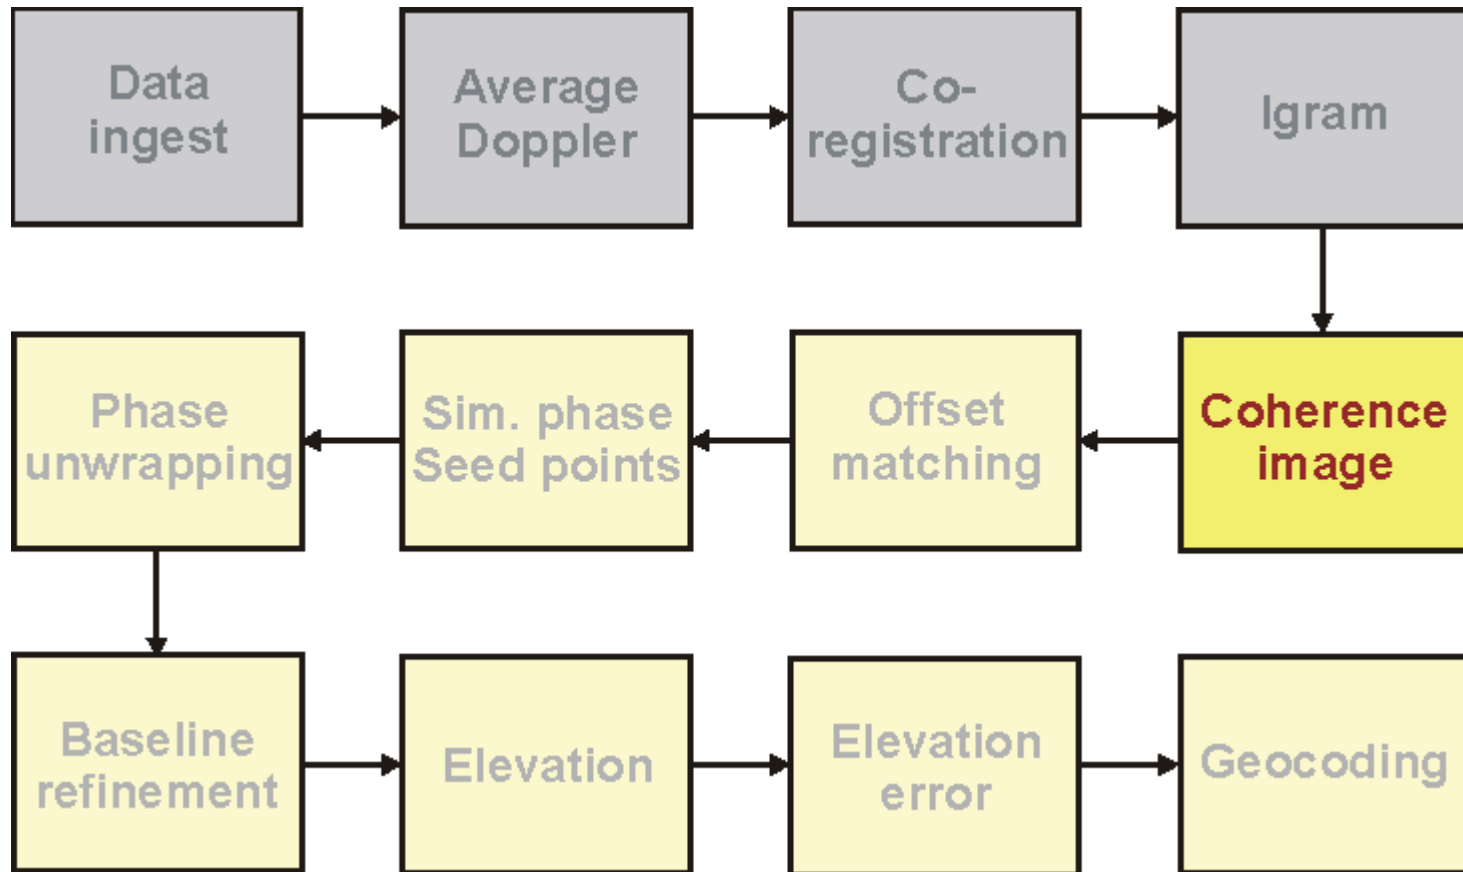 Data
ingest
Average
Doppler
Co-
registration
Igram
Coherence
image
Offset
matching
Sim. phase
Seed points
Phase
unwrapping
Baseline
refinement
Elevation
Elevation
error
Geocoding